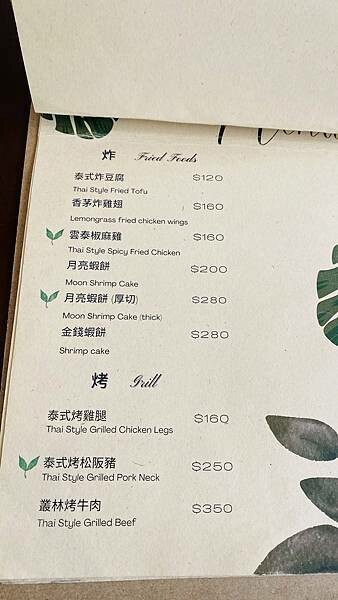 炸 Fried Foods
泰式炸豆腐 $120
Thai Style Fried Tofu
香茅炸雞翅 $160
Lemongrass fried chicken wings
雲泰椒麻雞 $160
Thai Style Spicy Fried Chicken
月亮蝦餅 $200
Moon Shrimp Cake
月亮蝦餅 (厚切) $280
Moon Shrimp Cake (thick)
金錢蝦餅 $280
Shrimp cake
烤 Grill
泰式烤雞腿 $160
Thai Style Grilled Chicken Legs
泰式烤松阪豬 $250
Thai Style Grilled Pork Neck
叢林烤牛肉 $350
Thai Style Grilled Beef